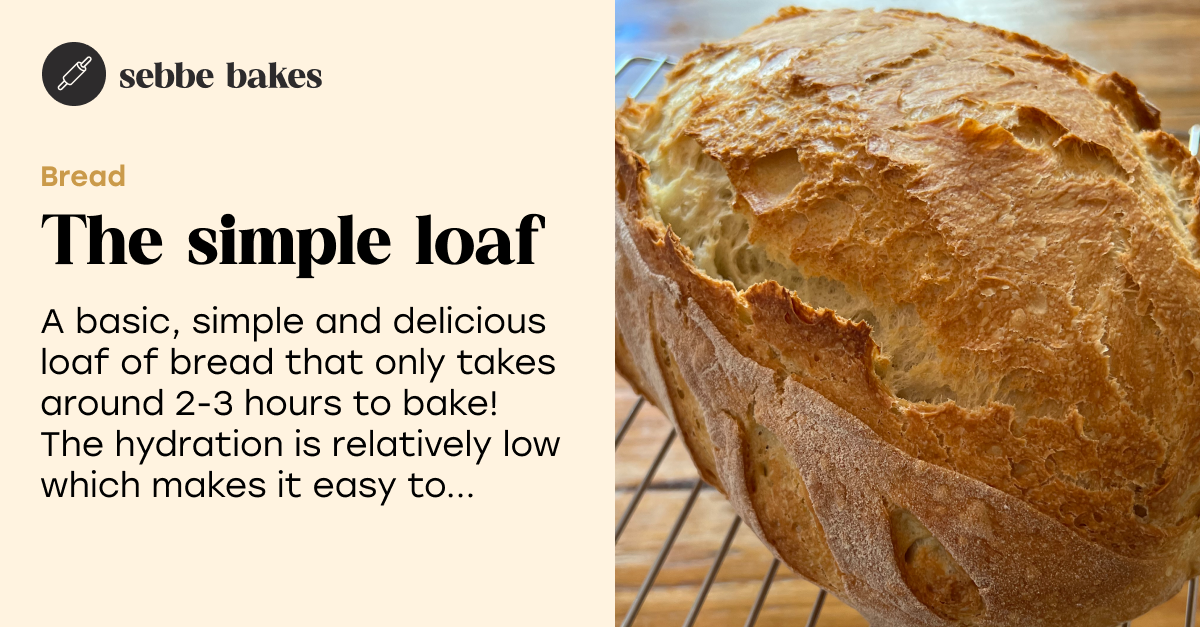 sebbe bakes
Bread
The simple loaf
A basic, simple and delicious
loaf of bread that only takes
around 2-3 hours to bake!
The hydration is relatively low
which makes it easy to...